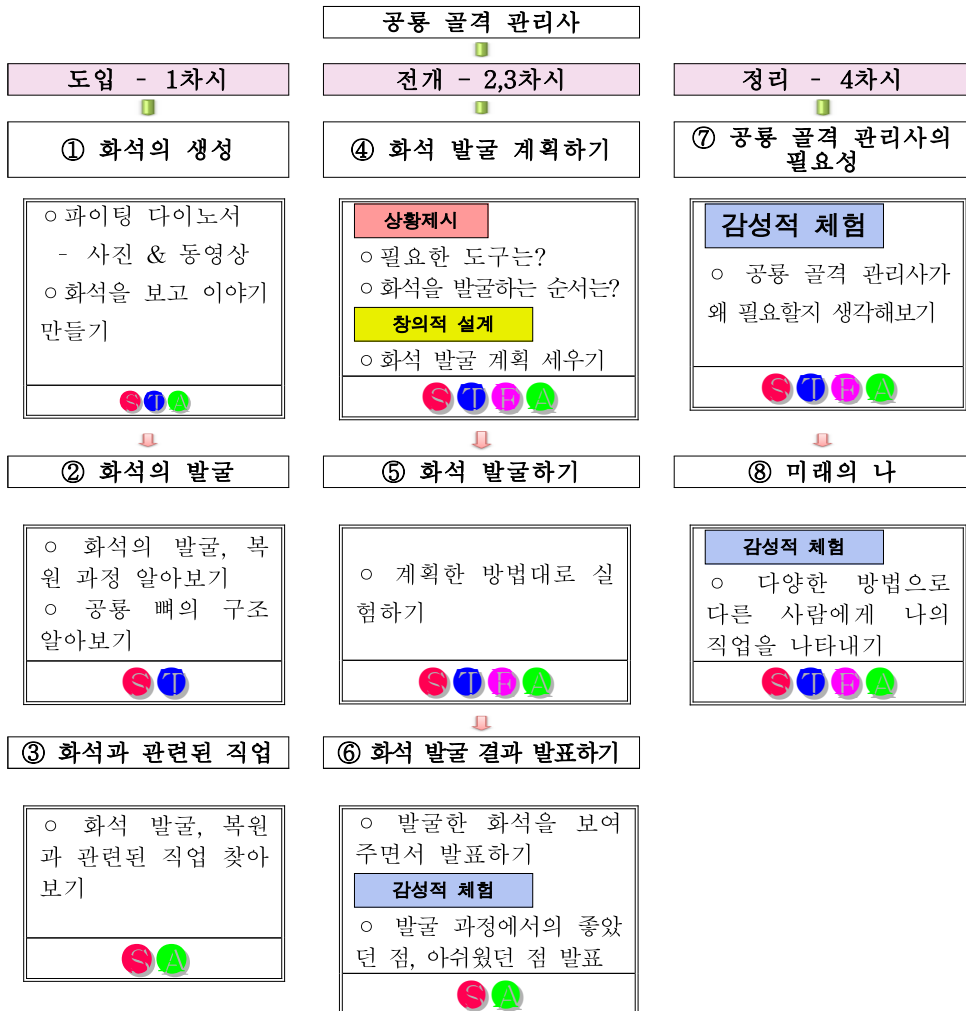 공룡 골격 관리사
도입 - 1차시
① 화석의 생성
○파이팅 다이노서
- 사진 & 동영상
○화석을 보고 이야기
만들기
S T A
② 화석의 발굴
○ 화석의 발굴, 복
원 과정 알아보기
○ 공룡 뼈의 구조
알아보기
S T
③ 화석과 관련된 직업
○ 화석 발굴, 복원
과 관련된 직업 찾아
보기
S A
전개 - 2,3차시
④ 화석 발굴 계획하기
상황제시
○필요한 도구는?
○화석을 발굴하는 순서는?
창의적 설계
○화석 발굴 계획 세우기
S T E A
⑤ 화석 발굴하기
○ 계획한 방법대로 실
험하기
S T E A
⑥ 화석 발굴 결과 발표하기
○ 발굴한 화석을 보여
주면서 발표하기
감성적 체험
○ 발굴 과정에서의 좋았
던 점, 아쉬웠던 점 발표
S A
정리 - 4차시
⑦ 공룡 골격 관리사의
필요성
감성적 체험
○ 공룡 골격 관리사가
왜 필요할지 생각해보기
S T E A
⑧ 미래의 나
감성적 체험
○ 다양한 방법으로
다른 사람에게 나의
직업을 나타내기
S T E A